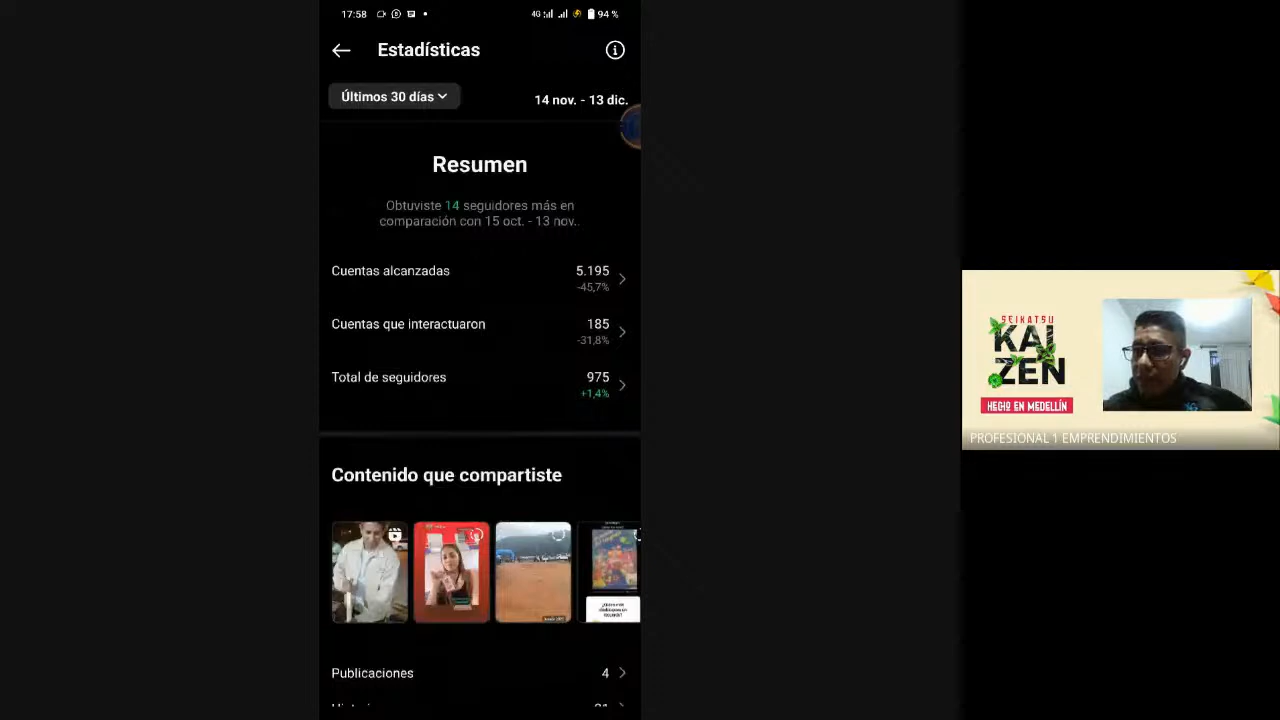 17:58
4G
94 %
Estadísticas
Últimos 30 días
14 nov. - 13 dic.
Resumen
Obtuviste 14 seguidores más en
comparación con 15 oct. - 13 nov..
Cuentas alcanzadas
5.195
-45,7%
Cuentas que interactuaron
185
-31,8%
Total de seguidores
975
+1,4%
Contenido que compartiste
Publicaciones
4
SEIKATSU
KAI
ZEN
HECHO EN MEDELLÍN
PROFESIONAL 1 EMPRENDIMIENTOS